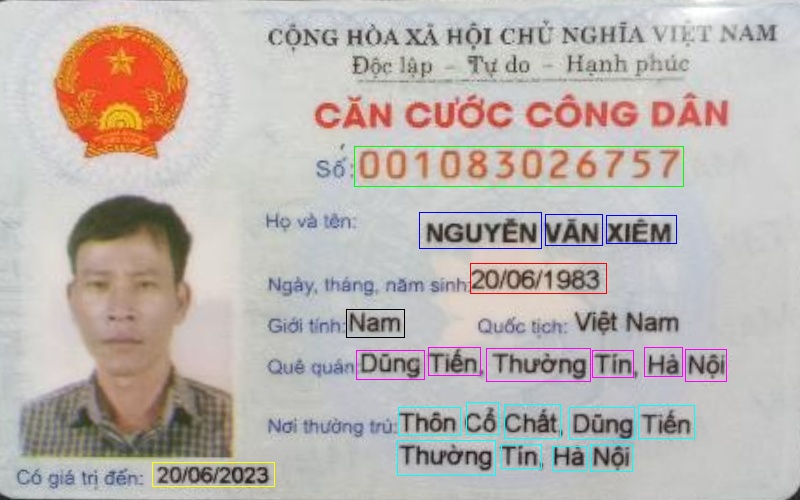 CỘNG HÒA XÃ HỘI CHỦ NGHĨA VIỆT NAM
Độc lập - Tự do - Hạnh phúc
CĂN CƯỚC CÔNG DÂN
Số: 001083026757
Họ và tên: NGUYỄN VĂN XIÊM
Ngày, tháng, năm sinh: 20/06/1983
Giới tính: Nam Quốc tịch: Việt Nam
Quê quán: Dũng Tiến, Thường Tín, Hà Nội
Nơi thường trú: Thôn Cổ Chất, Dũng Tiến
Thường Tín, Hà Nội
Có giá trị đến: 20/06/2023